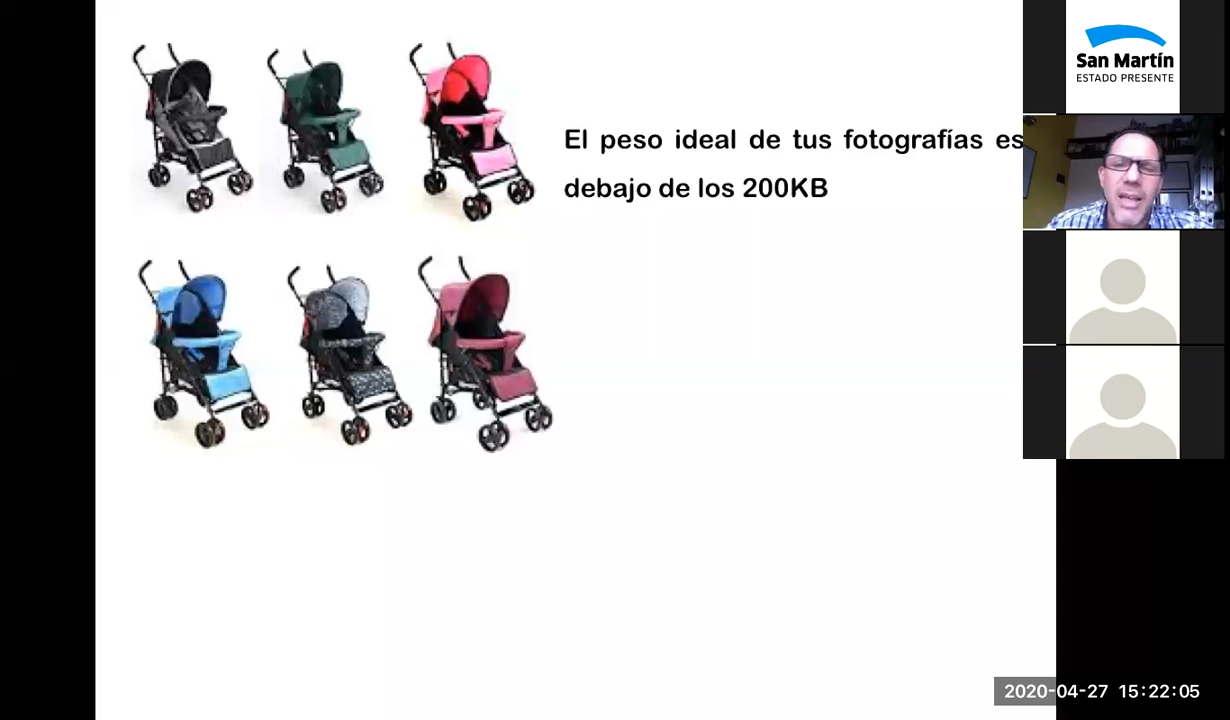 San Martín
ESTADO PRESENTE
El peso ideal de tus fotografías es
debajo de los 200KB
2020-04-27 15:22:05